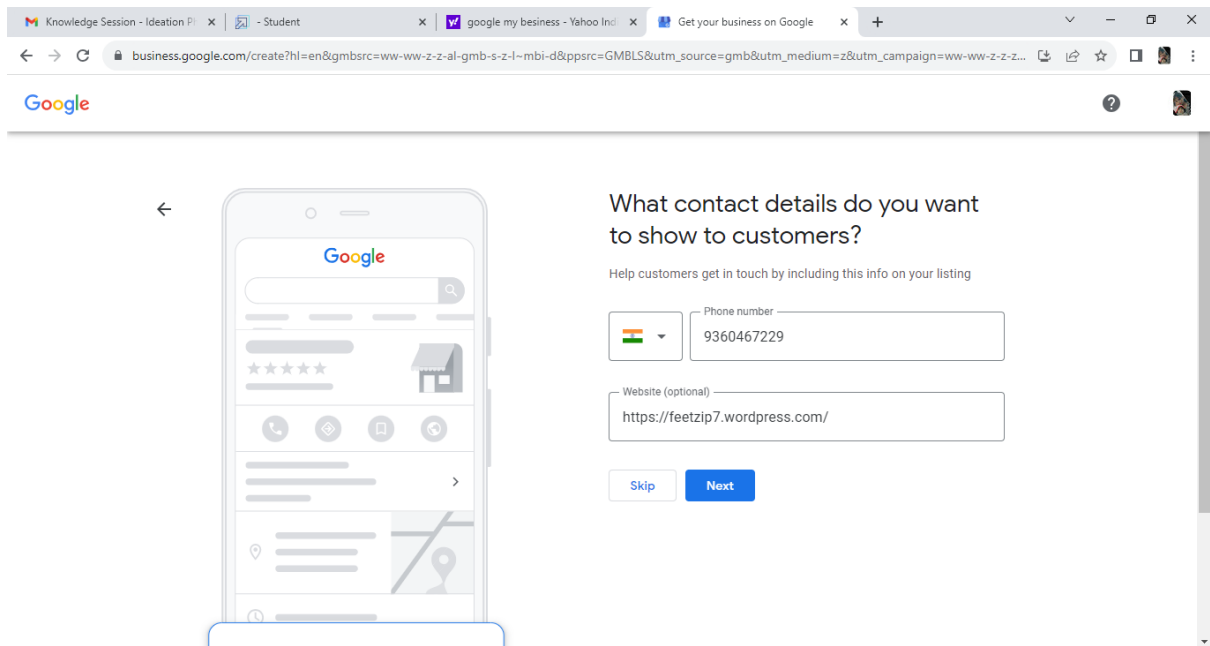 Knowledge Session - Ideation Pl
- Student
google my besiness - Yahoo Ind
Get your business on Google
business.google.com/create?hl=en&gmbsrc=ww-ww-z-z-al-gmb-s-z-l~mbi-d&ppsrc=GMBLS&utm_source=gmb&utm_medium=z&utm_campaign=ww-ww-z-z-z...
Google
Google
What contact details do you want
to show to customers?
Help customers get in touch by including this info on your listing
Phone number
9360467229
Website (optional)
https://feetzip7.wordpress.com/
Skip
Next